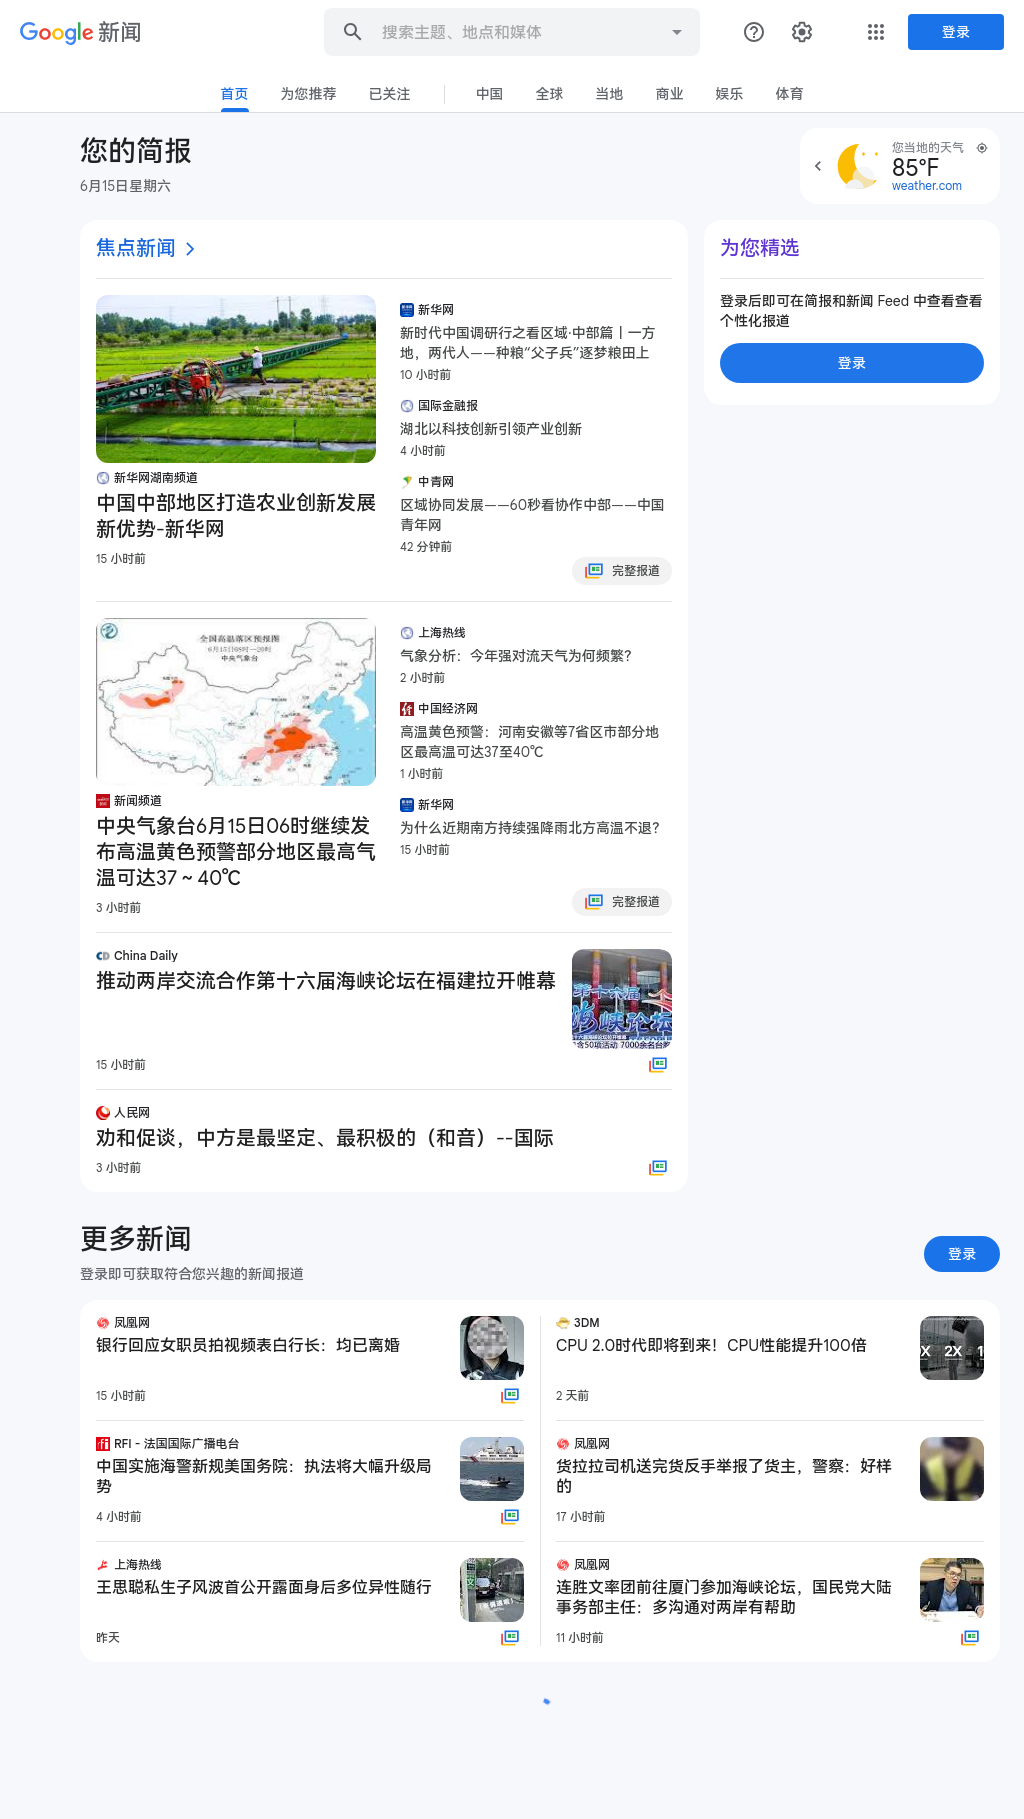 Google 新闻
搜索主题、地点和媒体
登录
首页
为您推荐
已关注
中国
全球
当地
商业
娱乐
体育
您的简报
6月15日星期六
您当地的天气
85°F
weather.com
焦点新闻
新华网湖南频道
中国中部地区打造农业创新发展
新优势-新华网
15 小时前
新华网
新时代中国调研行之看区域·中部篇丨一方
地，两代人——种粮“父子兵”逐梦粮田上
10 小时前
国际金融报
湖北以科技创新引领产业创新
4 小时前
中青网
区域协同发展——60秒看协作中部——中国
青年网
42 分钟前
完整报道
为您精选
登录后即可在简报和新闻 Feed 中查看查看
个性化报道
登录
全国高温落区预报图
6月15日08时—20时
中央气象台
新闻频道
中央气象台6月15日06时继续发
布高温黄色预警部分地区最高气
温可达37～40℃
3 小时前
上海热线
气象分析：今年强对流天气为何频繁？
2 小时前
中国经济网
高温黄色预警：河南安徽等7省区市部分地
区最高温可达37至40℃
1 小时前
新华网
为什么近期南方持续强降雨北方高温不退？
15 小时前
完整报道
China Daily
推动两岸交流合作第十六届海峡论坛在福建拉开帷幕
第十六届
海峡论坛
含50项活动 7000余名台
15 小时前
人民网
劝和促谈，中方是最坚定、最积极的（和音）--国际
3 小时前
更多新闻
登录即可获取符合您兴趣的新闻报道
登录
凤凰网
银行回应女职员拍视频表白行长：均已离婚
15 小时前
RFI - 法国国际广播电台
中国实施海警新规美国务院：执法将大幅升级局
势
4 小时前
上海热线
王思聪私生子风波首公开露面身后多位异性随行
昨天
3DM
CPU 2.0时代即将到来！CPU性能提升100倍
X 2X 1
2 天前
凤凰网
货拉拉司机送完货反手举报了货主，警察：好样
的
17 小时前
凤凰网
连胜文率团前往厦门参加海峡论坛，国民党大陆
事务部主任：多沟通对两岸有帮助
11 小时前